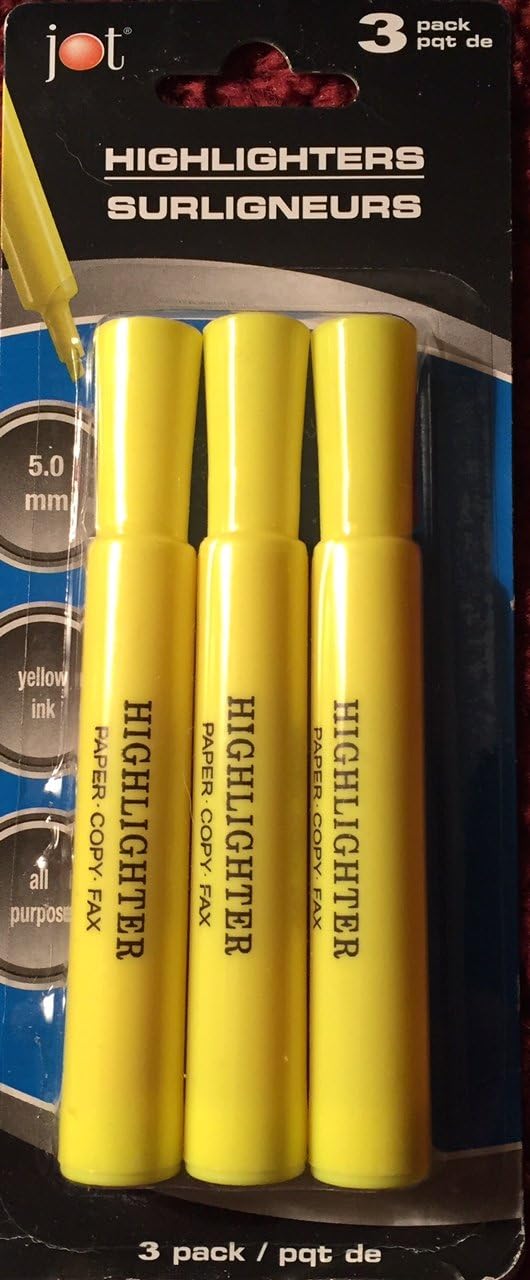 jot®
3 pack
pqt de
HIGHLIGHTERS
SURLIGNEURS
5.0
mm
yellow
ink
all
purpose
HIGHLIGHTER
PAPER · COPY · FAX
HIGHLIGHTER
PAPER · COPY · FAX
HIGHLIGHTER
PAPER · COPY · FAX
3 pack / pqt de